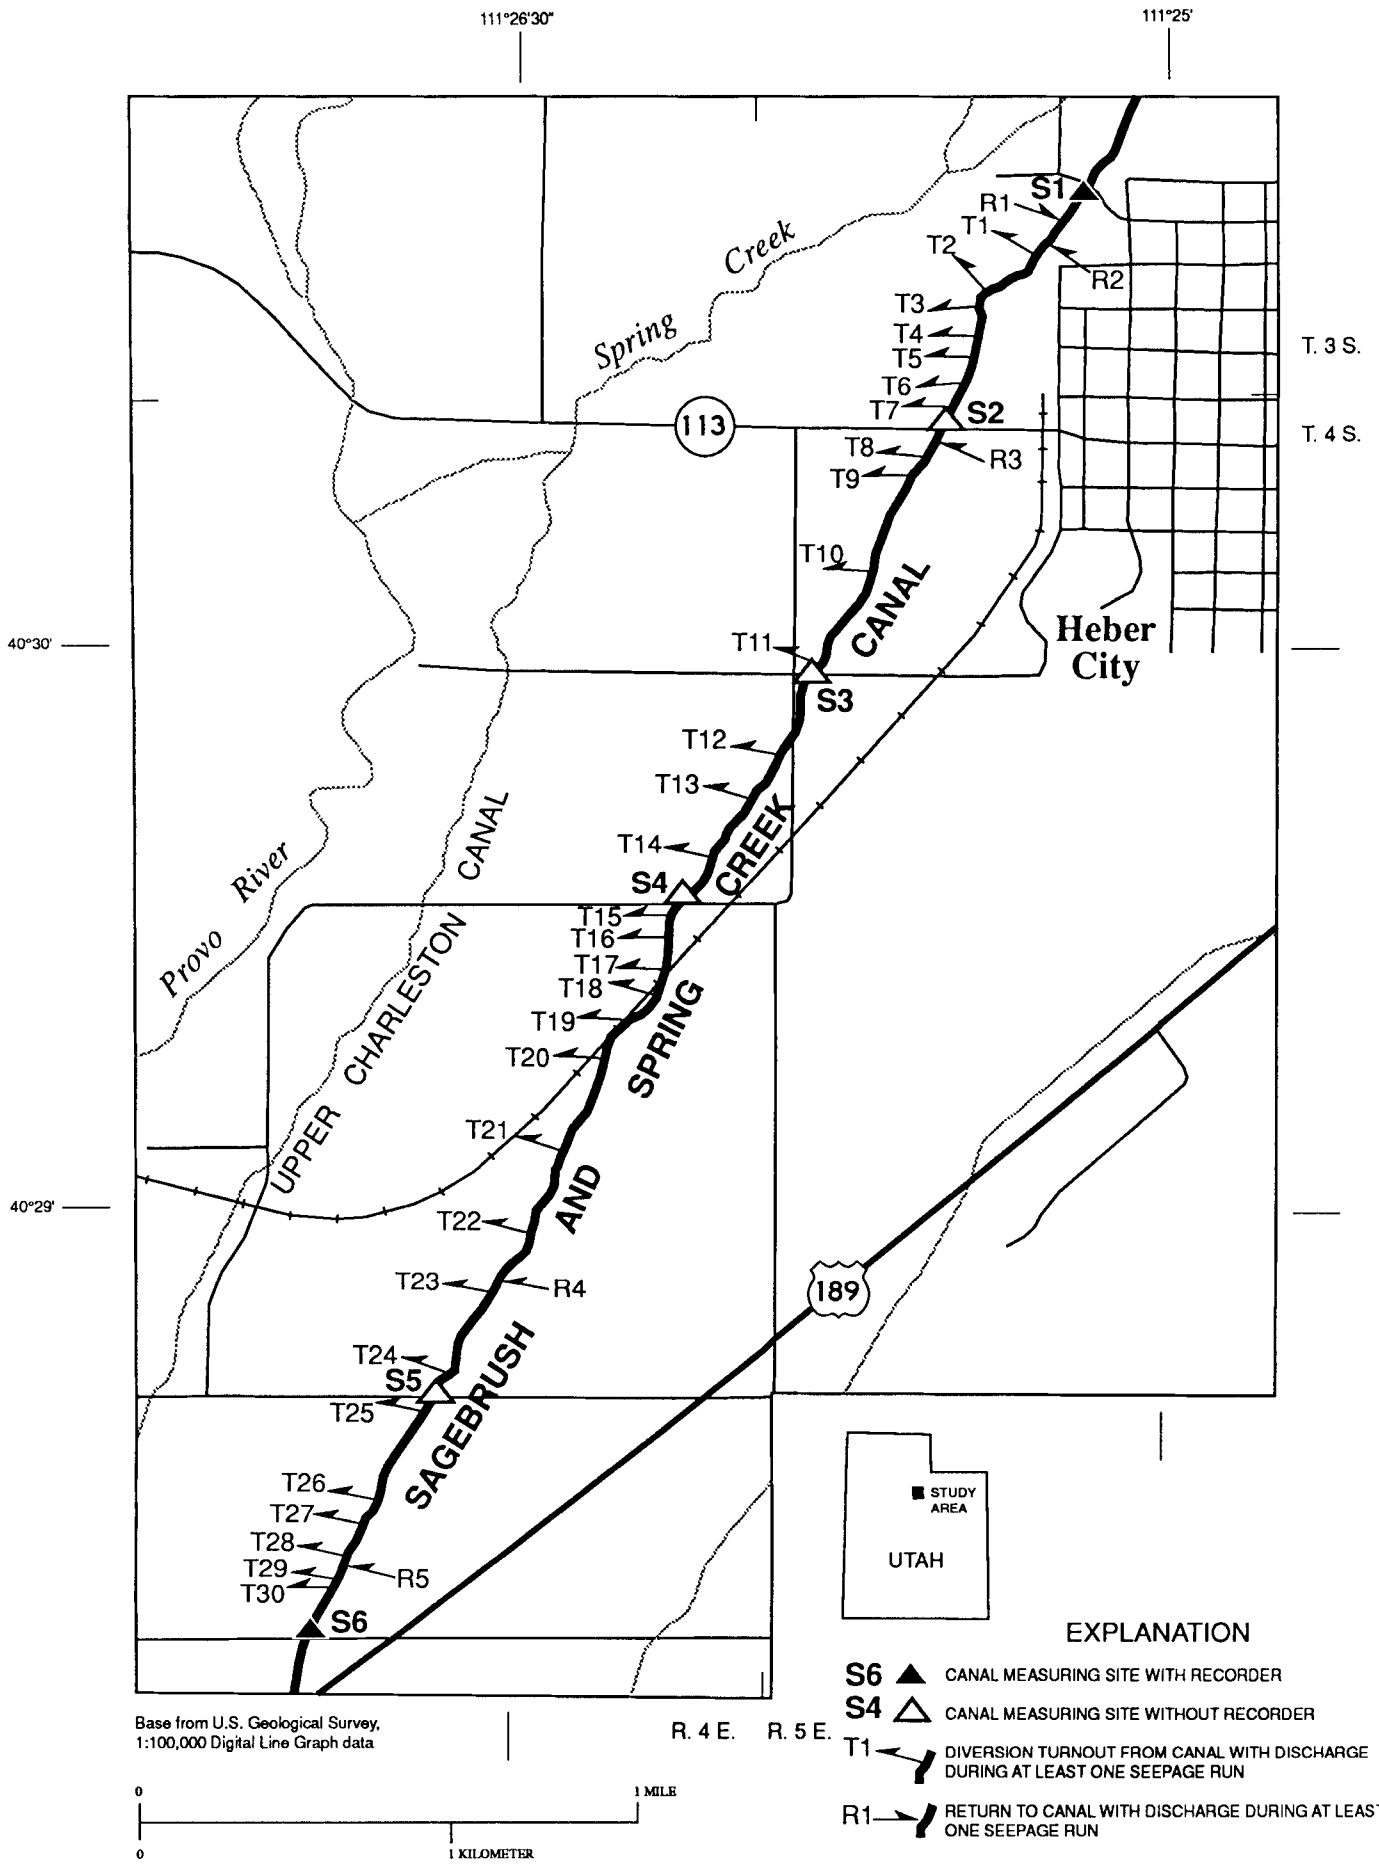 111°26'30"
111°25'
S1
R1
T1
T2
R2
Creek
T3
Spring
T4
T. 3 S.
T5
T6
T7
S2
113
T. 4 S.
T8
R3
T9
T10
CANAL
Heber
City
40°30'
T11
S3
T12
T13
CREEK
CANAL
T14
River
S4
T15
T16
Provo
CHARLESTON
T17
T18
SPRING
T19
T20
UPPER
T21
AND
40°29'
T22
T23
R4
189
SAGEBRUSH
T24
S5
T25
T26
STUDY
AREA
T27
T28
UTAH
T29
R5
T30
S6
EXPLANATION
S6 CANAL MEASURING SITE WITH RECORDER
S4 CANAL MEASURING SITE WITHOUT RECORDER
Base from U.S. Geological Survey,
1:100,000 Digital Line Graph data
R. 4 E. R. 5 E.
T1 DIVERSION TURNOUT FROM CANAL WITH DISCHARGE
DURING AT LEAST ONE SEEPAGE RUN
0 1 MILE
R1 RETURN TO CANAL WITH DISCHARGE DURING AT LEAST
ONE SEEPAGE RUN
0 1 KILOMETER